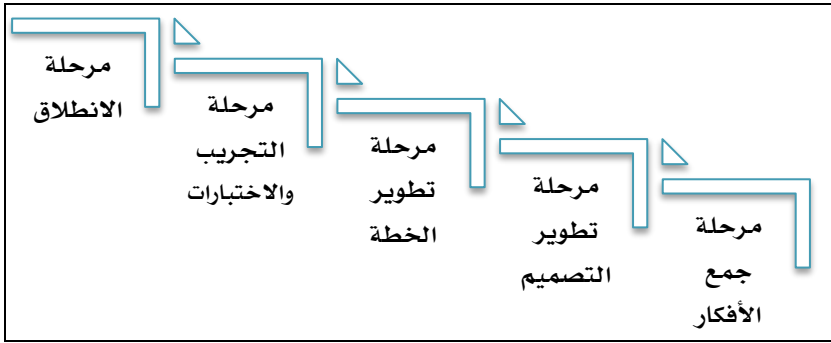 مرحلة
جمع
الأفكار
مرحلة
تطوير
التصميم
مرحلة
تطوير
الخطة
مرحلة
التجريب
والاختبارات
مرحلة
الانطلاق